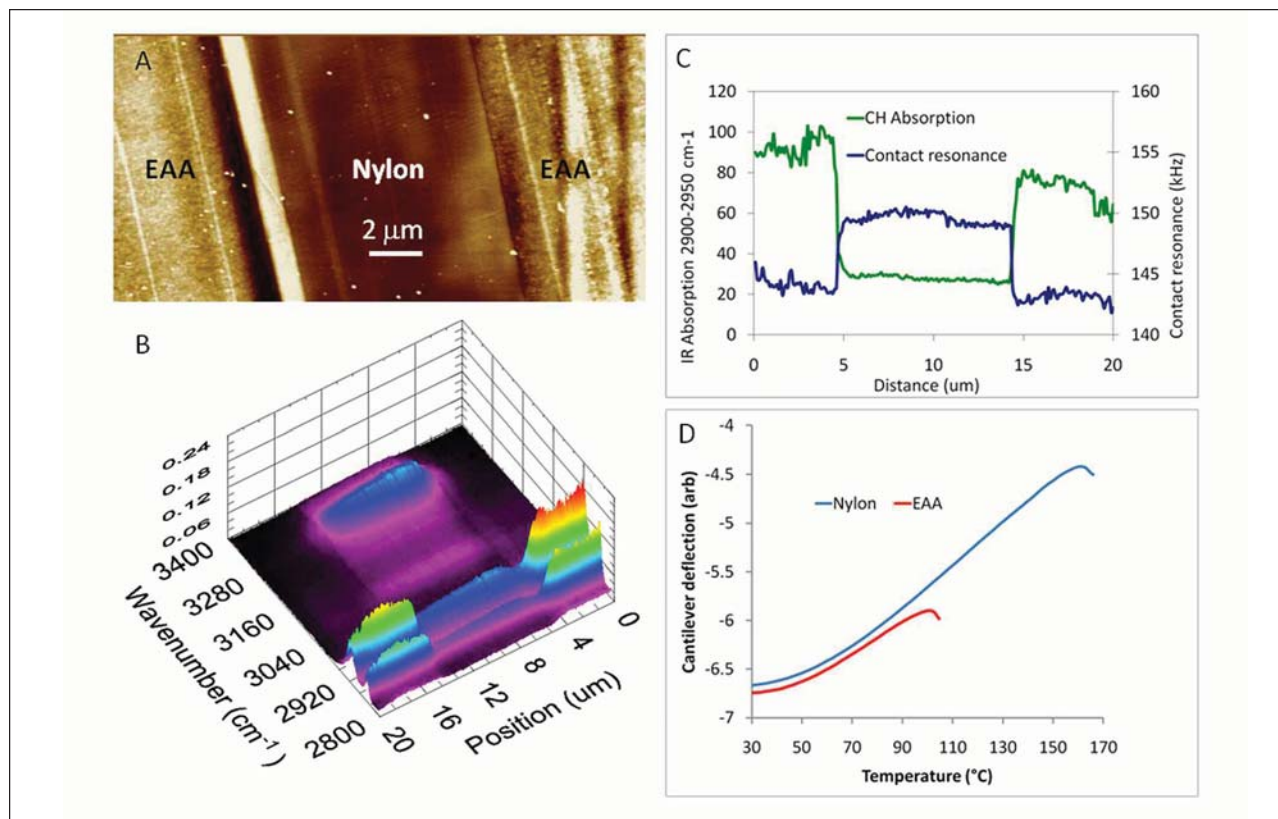 A
EAA
Nylon
EAA
2 μm
B
0.24
0.18
0.12
0.06
3400
3280
3160
3040
2920
2800
Wavenumber (cm-1)
20
16
12
8
4
0
Position (um)
C
120
100
80
60
40
20
0
IR Absorption 2900-2950 cm-1
CH Absorption
Contact resonance
160
155
150
145
140
Contact resonance (kHz)
0 5 10 15 20
Distance (um)
D
-4
-4.5
-5
-5.5
-6
-6.5
-7
Cantilever deflection (arb)
Nylon EAA
30 50 70 90 110 130 150 170
Temperature (°C)